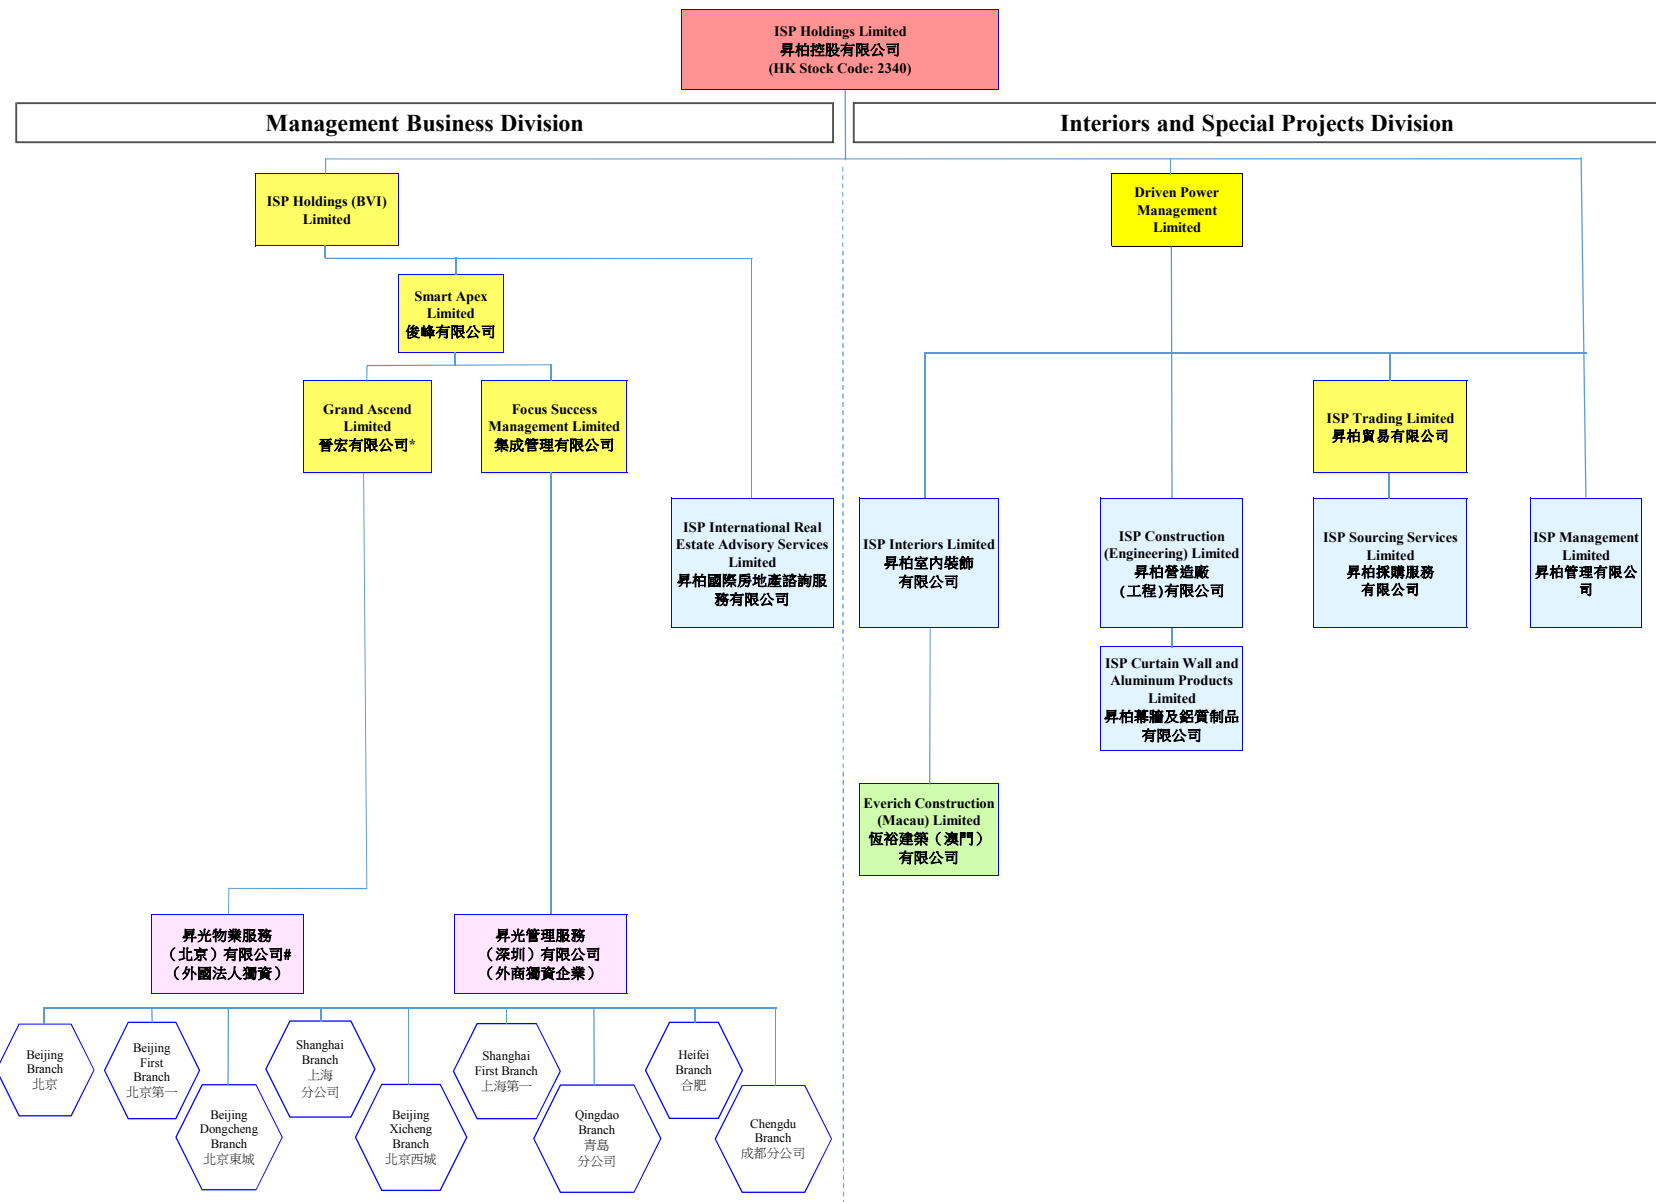 ISP Holdings Limited
昇柏控股有限公司
(HK Stock Code: 2340)
Management Business Division
Interiors and Special Projects Division
ISP Holdings (BVI)
Limited
Driven Power
Management
Limited
Smart Apex
Limited
俊峰有限公司
Grand Ascend
Limited
晉宏有限公司*
Focus Success
Management Limited
集成管理有限公司
ISP Trading Limited
昇柏貿易有限公司
ISP International Real
Estate Advisory Services
Limited
昇柏國際房地產諮詢服
務有限公司
ISP Interiors Limited
昇柏室内裝飾
有限公司
ISP Construction
(Engineering) Limited
昇柏營造廠
(工程)有限公司
ISP Sourcing Services
Limited
昇柏採購服務
有限公司
ISP Management
Limited
昇柏管理有限公
司
ISP Curtain Wall and
Aluminum Products
Limited
昇柏幕牆及鋁質制品
有限公司
Everich Construction
(Macau) Limited
恆裕建築（澳門）
有限公司
昇光物業服務
（北京）有限公司#
（外國法人獨資）
昇光管理服務
（深圳）有限公司
（外商獨資企業）
Beijing
Branch
北京
Beijing
First
Branch
北京第一
Beijing
Dongcheng
Branch
北京東城
Shanghai
Branch
上海
分公司
Beijing
Xicheng
Branch
北京西城
Shanghai
First Branch
上海第一
Qingdao
Branch
青島
分公司
Heifei
Branch
合肥
Chengdu
Branch
成都分公司